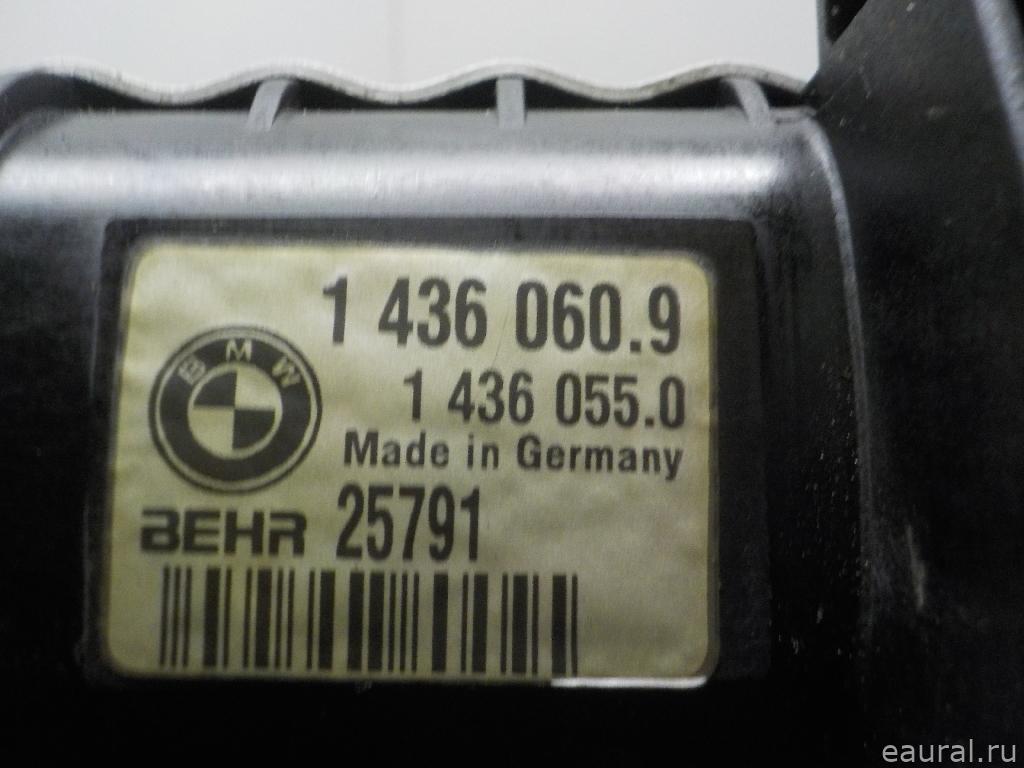 1 436 060.9
1 436 055.0
BMW
Made in Germany
BEHR 25791
eaural.ru